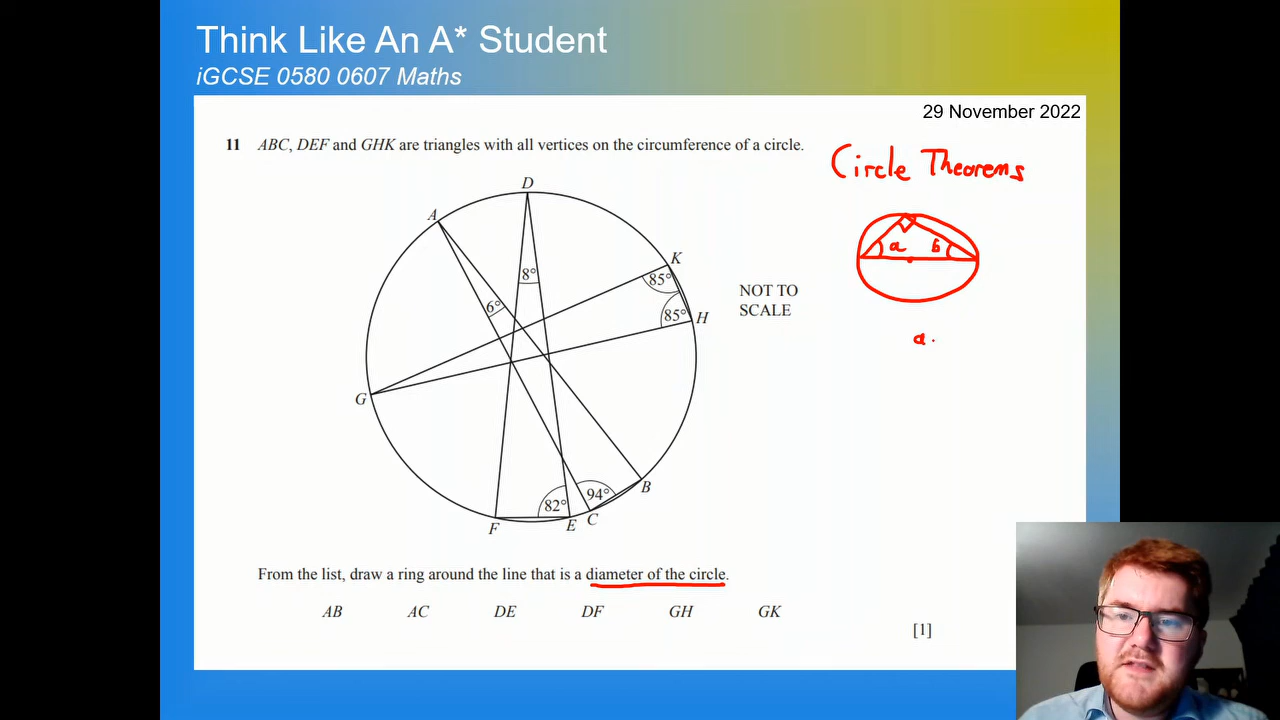 Think Like An A* Student
iGCSE 0580 0607 Maths
29 November 2022
11 ABC, DEF and GHK are triangles with all vertices on the circumference of a circle.
Circle Theorems
D
A
K
a b
8°
85°
6°
NOT TO
SCALE
85° H
a.
G
94°
B
82°
F E C
From the list, draw a ring around the line that is a diameter of the circle.
AB AC DE DF GH GK
[1]